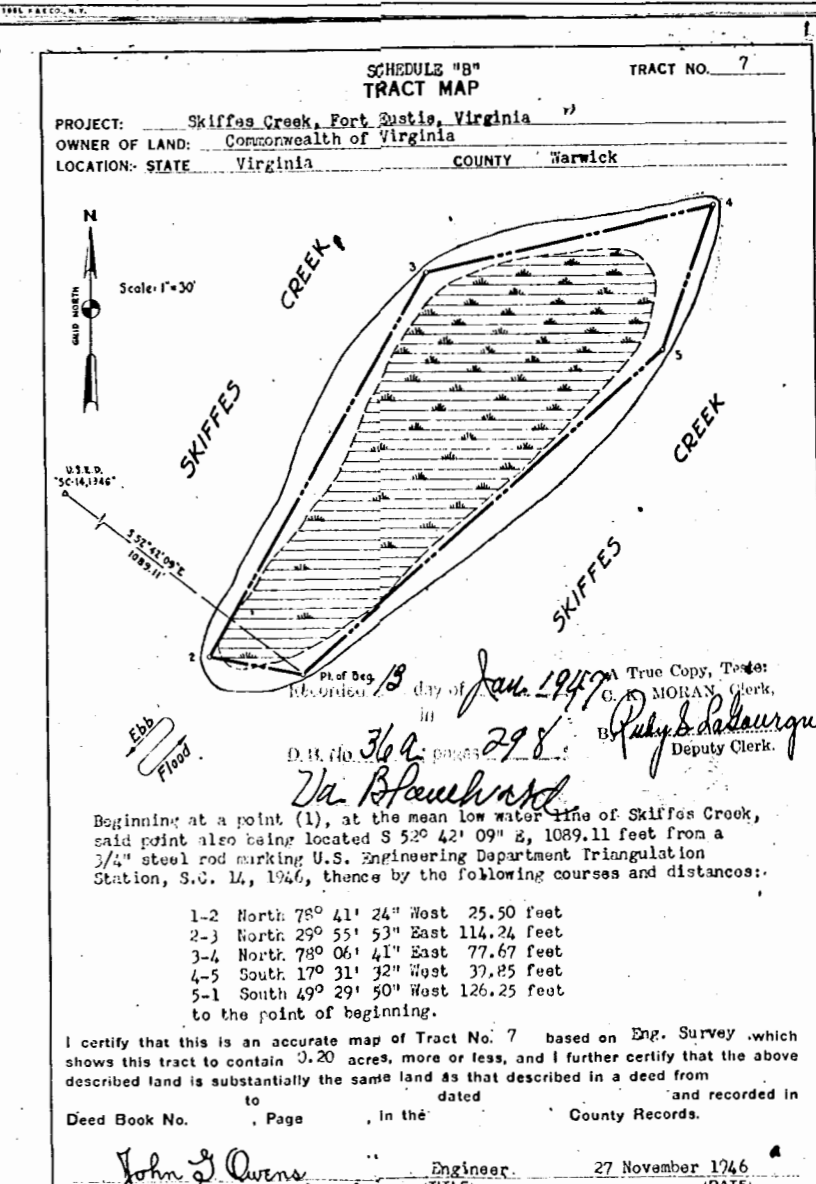 SCHEDULE "B"
TRACT NO. 7
TRACT MAP
PROJECT: Skiffes Creek, Fort Eustis, Virginia
OWNER OF LAND: Commonwealth of Virginia
LOCATION:- STATE Virginia COUNTY Warwick
N
GRID NORTH
Scale: 1"=30'
SKIFFES CREEK
3
4
5
SKIFFES CREEK
U.S.E.D.
"SC-14,1946"
S 52°42'09"E
1089.11'
1
2
Pt. of Beg.
Ebb
Flood
Recorded 13 day of Jan. 1947
in
D.B. No. 36a; pages 298
A True Copy, Teste:
G. K. MORAN, Clerk,
By
Deputy Clerk.
Beginning at a point (1), at the mean low water line of Skiffes Creek,
said point also being located S 52° 42' 09" E, 1089.11 feet from a
3/4" steel rod marking U.S. Engineering Department Triangulation
Station, S.C. 14, 1946, thence by the following courses and distances:
1-2 North 78° 41' 24" West 25.50 feet
2-3 North 29° 55' 53" East 114.24 feet
3-4 North 78° 06' 41" East 77.67 feet
4-5 South 17° 31' 32" West feet
5-1 South 49° 29' 50" West 126.25 feet
to the point of beginning.
I certify that this is an accurate map of Tract No. 7 based on Eng. Survey which
shows this tract to contain 0.20 acres, more or less, and I further certify that the above
described land is substantially the same land as that described in a deed from
to dated and recorded in
Deed Book No. , Page , In the County Records.
John G Owens Engineer. 27 November 1946